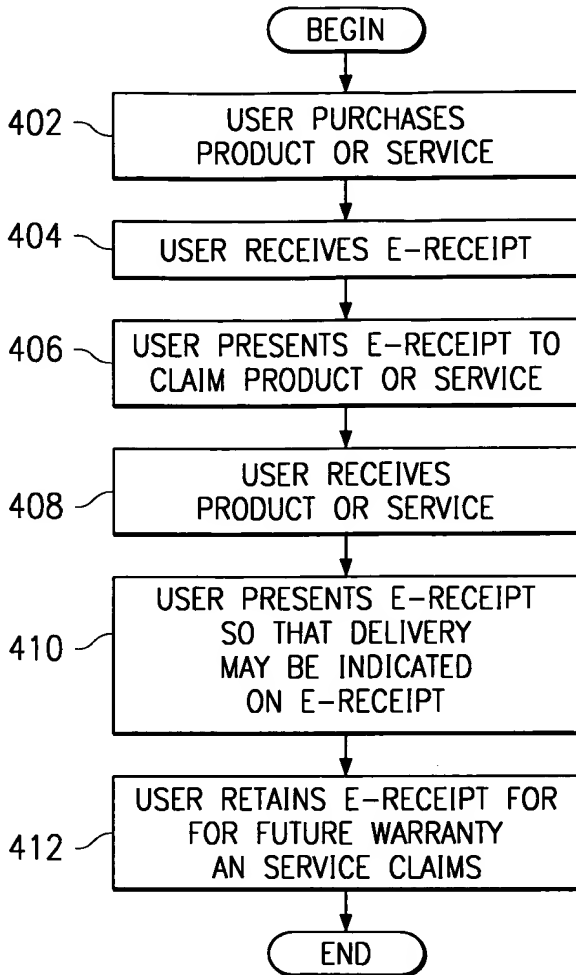 BEGIN
402
USER PURCHASES
PRODUCT OR SERVICE
404
USER RECEIVES E-RECEIPT
406
USER PRESENTS E-RECEIPT TO
CLAIM PRODUCT OR SERVICE
408
USER RECEIVES
PRODUCT OR SERVICE
410
USER PRESENTS E-RECEIPT
SO THAT DELIVERY
MAY BE INDICATED
ON E-RECEIPT
412
USER RETAINS E-RECEIPT FOR
FOR FUTURE WARRANTY
AN SERVICE CLAIMS
END